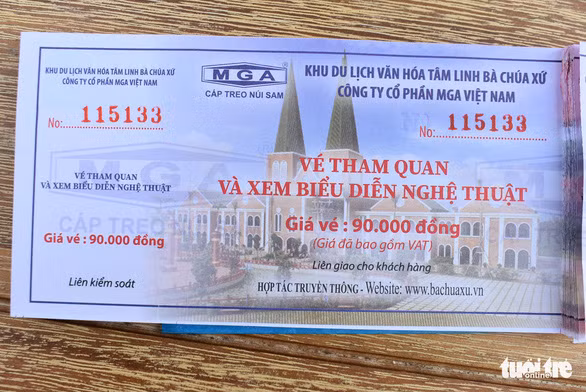 KHU DU LỊCH VĂN HÓA TÂM LINH BÀ CHÚA XỨ
CÔNG TY CỔ PHẦN MGA VIỆT NAM
No: 115133
VÉ THAM QUAN
VÀ XEM BIỂU DIỄN NGHỆ THUẬT
Giá vé : 90.000 đồng
Liên kiểm soát
MGA
CÁP TREO NÚI SAM
KHU DU LỊCH VĂN HÓA TÂM LINH BÀ CHÚA XỨ
CÔNG TY CỔ PHẦN MGA VIỆT NAM
No: 115133
VÉ THAM QUAN
VÀ XEM BIỂU DIỄN NGHỆ THUẬT
Giá vé : 90.000 đồng
(Giá đã bao gồm VAT)
Liên giao cho khách hàng
HỢP TÁC TRUYỀN THÔNG - Website: www.bachuaxu.vn
MGA
CÁP TREO NÚI SAM
tuổi trẻ
online